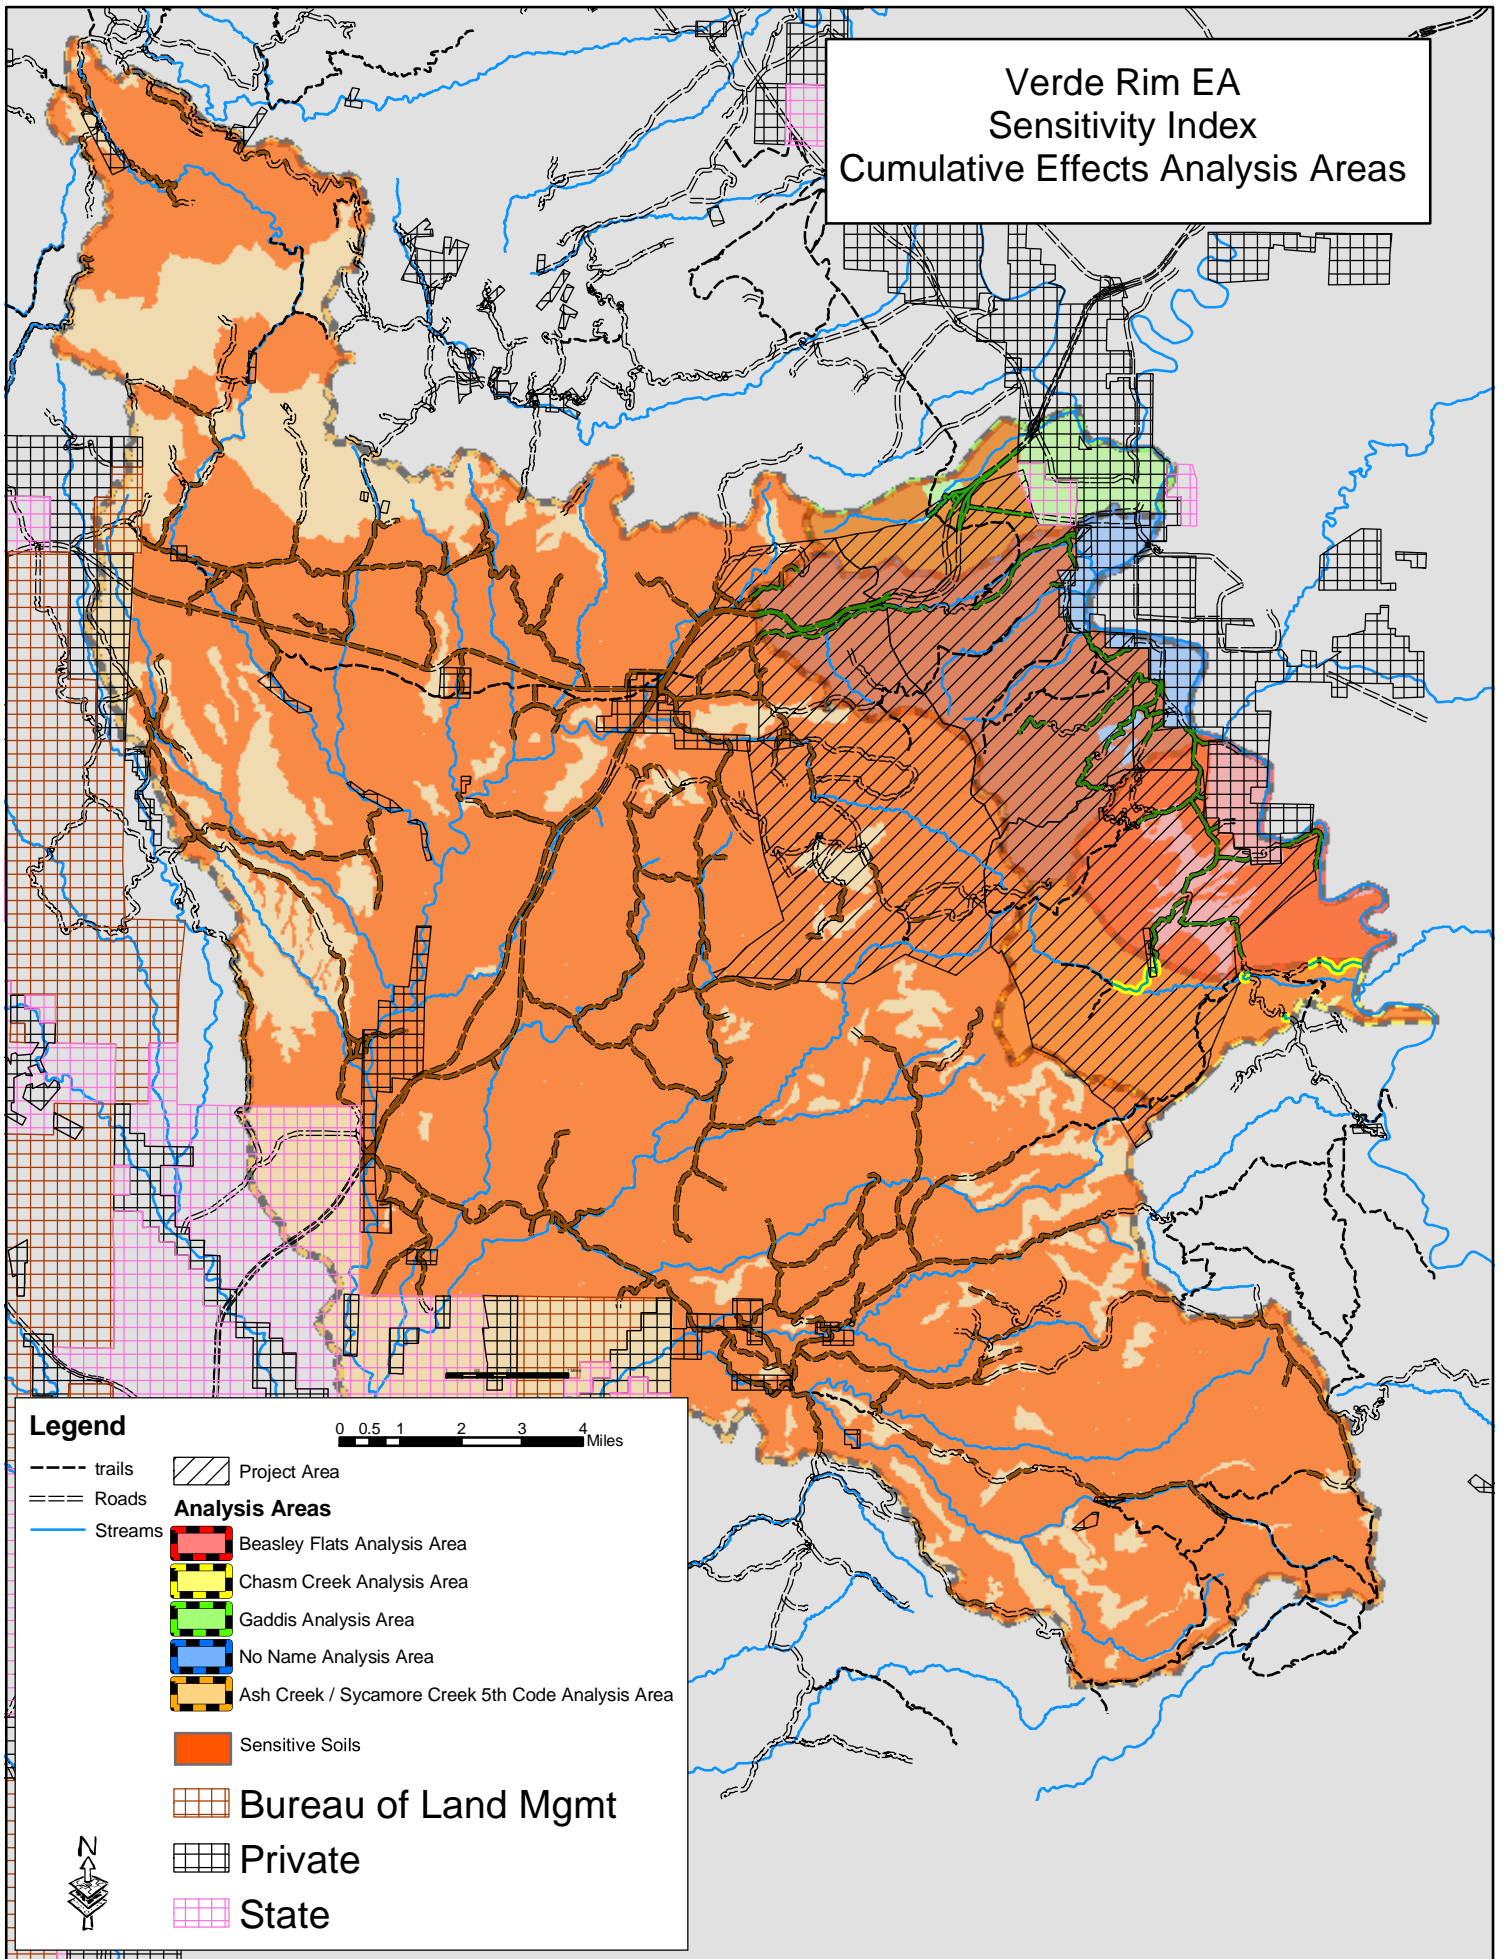 Verde Rim EA
Sensitivity Index
Cumulative Effects Analysis Areas
Legend
0 0.5 1 2 3 4
Miles
trails
Project Area
Roads
Analysis Areas
Streams
Beasley Flats Analysis Area
Chasm Creek Analysis Area
Gaddis Analysis Area
No Name Analysis Area
Ash Creek / Sycamore Creek 5th Code Analysis Area
Sensitive Soils
Bureau of Land Mgmt
Private
State
N